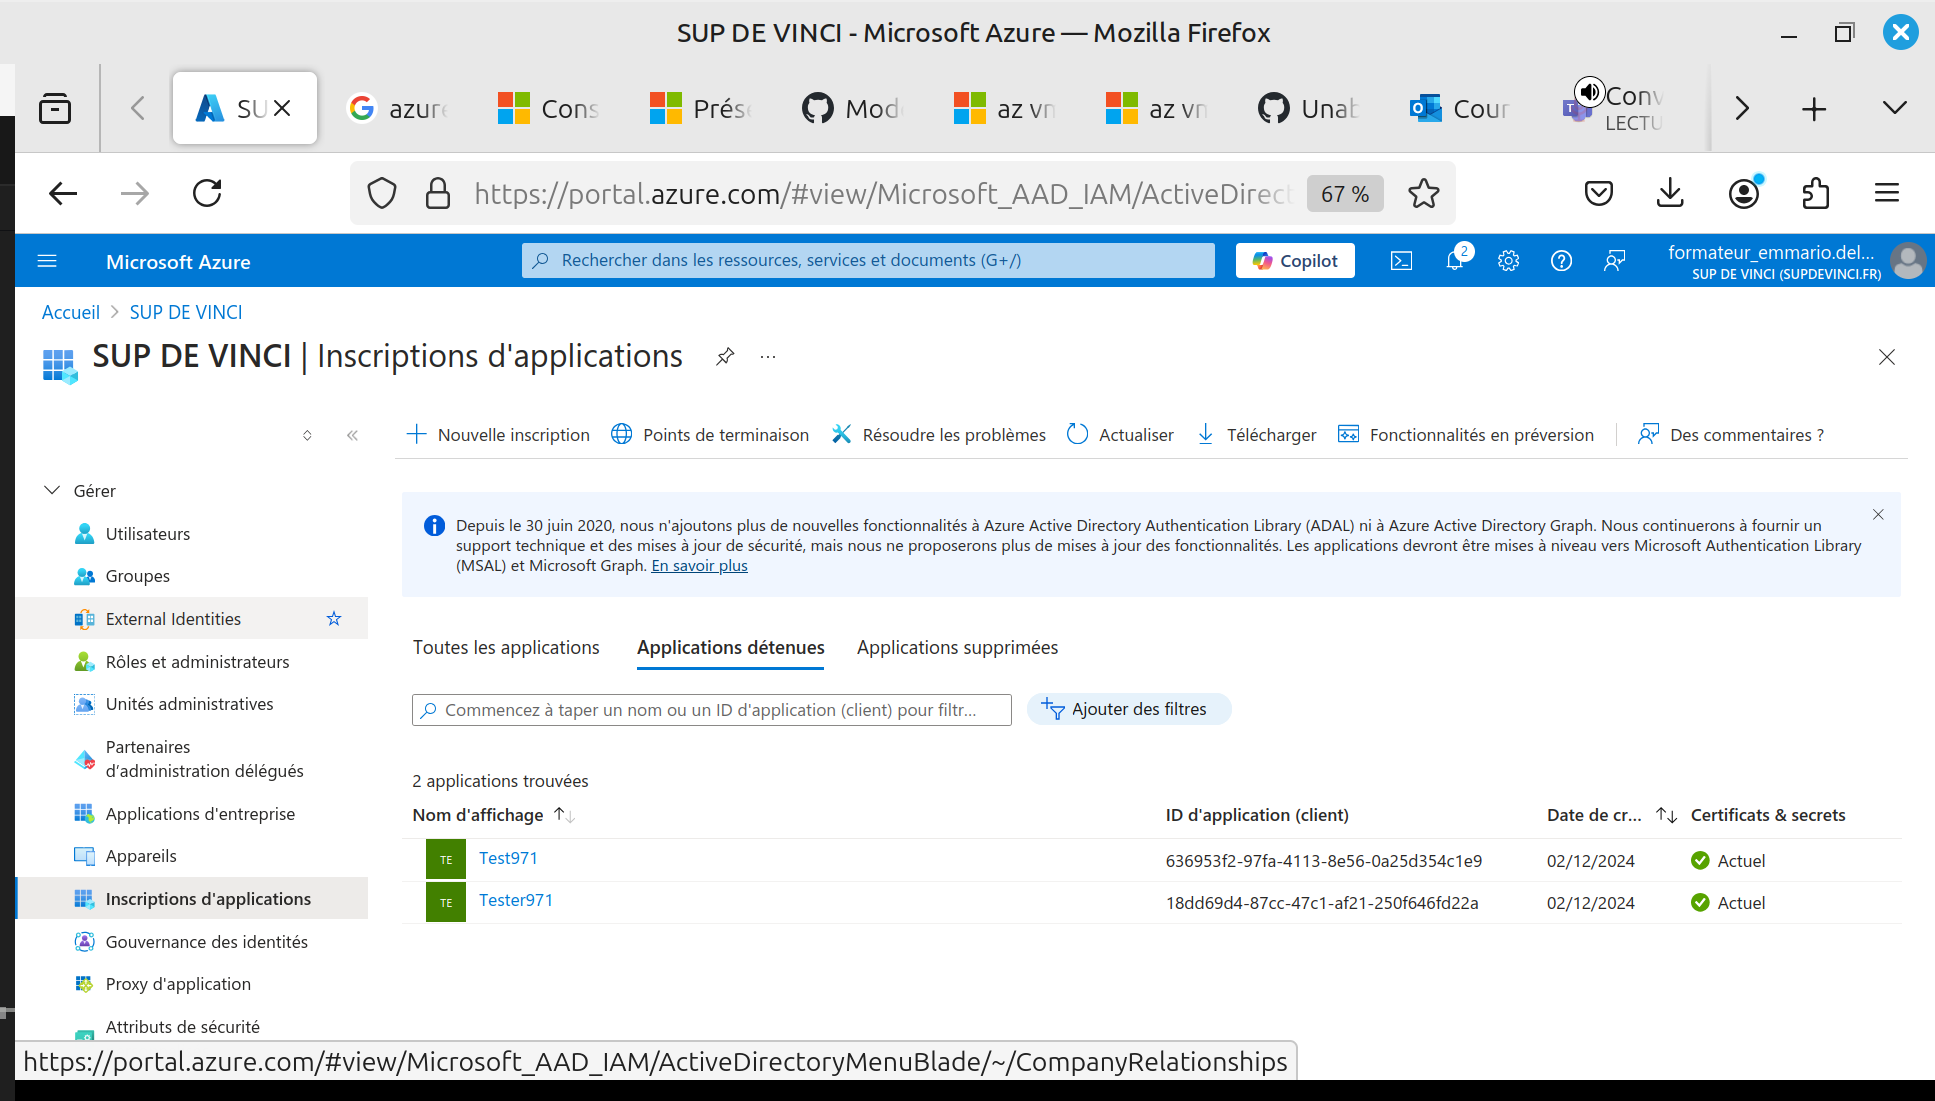 SUP DE VINCI - Microsoft Azure — Mozilla Firefox
SU
azure
Cons
Prése
Mod
az vm
az vm
Unab
Cour
Conv
LECTU
https://portal.azure.com/#view/Microsoft_AAD_IAM/ActiveDirect
67 %
Microsoft Azure
Rechercher dans les ressources, services et documents (G+/)
Copilot
2
formateur_emmario.del...
SUP DE VINCI (SUPDEVINCI.FR)
Accueil > SUP DE VINCI
SUP DE VINCI | Inscriptions d'applications
Nouvelle inscription
Points de terminaison
Résoudre les problèmes
Actualiser
Télécharger
Fonctionnalités en préversion
Des commentaires ?
Gérer
Utilisateurs
Groupes
External Identities
Rôles et administrateurs
Unités administratives
Partenaires
d’administration délégués
Applications d'entreprise
Appareils
Inscriptions d'applications
Gouvernance des identités
Proxy d'application
Attributs de sécurité
Depuis le 30 juin 2020, nous n'ajoutons plus de nouvelles fonctionnalités à Azure Active Directory Authentication Library (ADAL) ni à Azure Active Directory Graph. Nous continuerons à fournir un
support technique et des mises à jour de sécurité, mais nous ne proposerons plus de mises à jour des fonctionnalités. Les applications devront être mises à niveau vers Microsoft Authentication Library
(MSAL) et Microsoft Graph. En savoir plus
Toutes les applications
Applications détenues
Applications supprimées
Commencez à taper un nom ou un ID d'application (client) pour filtr...
Ajouter des filtres
2 applications trouvées
Nom d'affichage
ID d'application (client)
Date de cr...
Certificats & secrets
TE Test971 636953f2-97fa-4113-8e56-0a25d354c1e9 02/12/2024 Actuel
TE Tester971 18dd69d4-87cc-47c1-af21-250f646fd22a 02/12/2024 Actuel
https://portal.azure.com/#view/Microsoft_AAD_IAM/ActiveDirectoryMenuBlade/~/CompanyRelationships